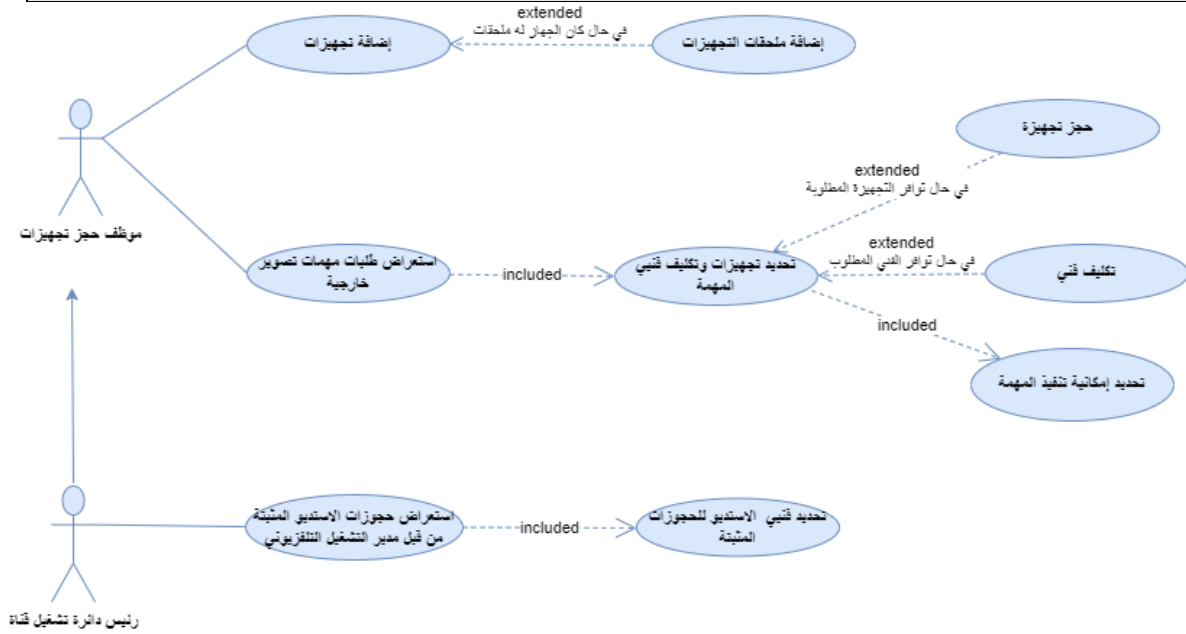 extended
في حال كان الجهاز له ملحقات
إضافة تجهيزات
إضافة ملحقات التجهيزات
حجز تجهيزة
extended
في حال توافر التجهيزة المطلوبة
موظف حجز تجهيزات
extended
في حال توافر الفني المطلوب
استعراض طلبات مهمات تصوير
خارجية
included
تحديد تجهيزات وتكليف فنيي
المهمة
تكليف فني
included
تحديد إمكانية تنفيذ المهمة
استعراض حجوزات الاستديو المثبتة
من قبل مدير التشغيل التلفزيوني
included
تحديد فنيي الاستديو للحجوزات
المثبتة
رئيس دائرة تشغيل قناة